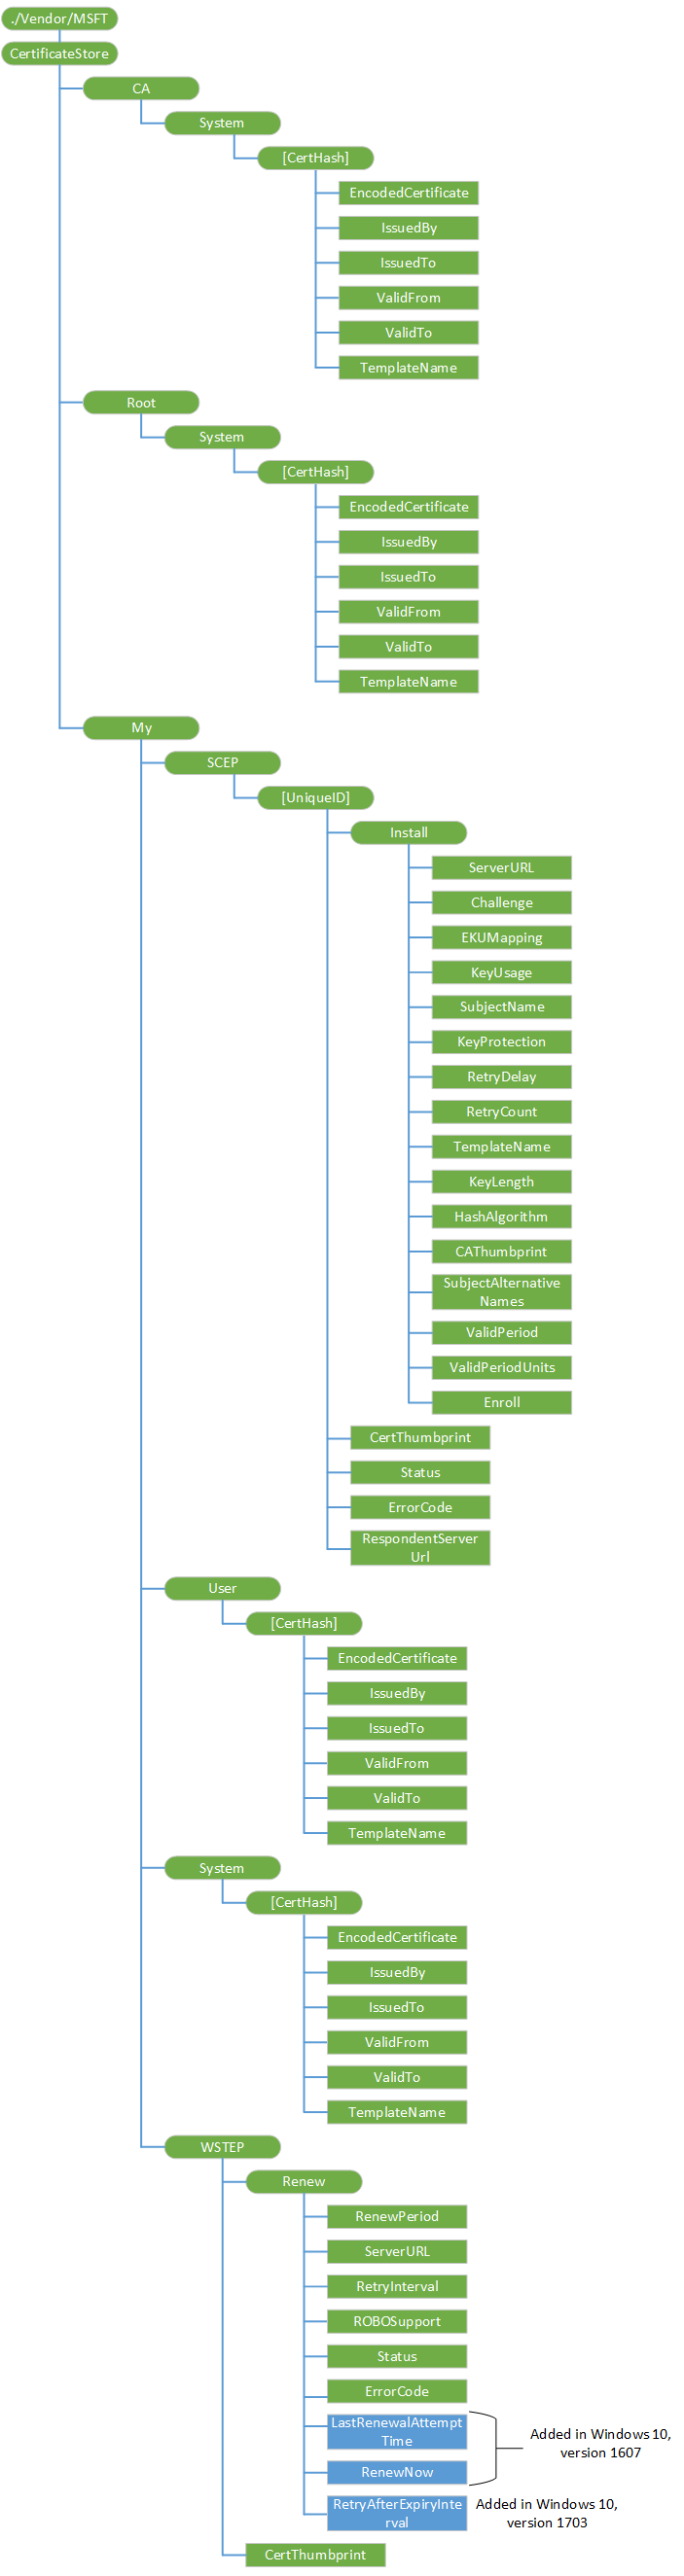 ./Vendor/MSFT
CertificateStore
CA
System
[CertHash]
EncodedCertificate
IssuedBy
IssuedTo
ValidFrom
ValidTo
TemplateName
Root
System
[CertHash]
EncodedCertificate
IssuedBy
IssuedTo
ValidFrom
ValidTo
TemplateName
My
SCEP
[UniqueID]
Install
ServerURL
Challenge
EKUMapping
KeyUsage
SubjectName
KeyProtection
RetryDelay
RetryCount
TemplateName
KeyLength
HashAlgorithm
CAThumbprint
SubjectAlternative
Names
ValidPeriod
ValidPeriodUnits
Enroll
CertThumbprint
Status
ErrorCode
RespondentServer
Url
User
[CertHash]
EncodedCertificate
IssuedBy
IssuedTo
ValidFrom
ValidTo
TemplateName
System
[CertHash]
EncodedCertificate
IssuedBy
IssuedTo
ValidFrom
ValidTo
TemplateName
WSTEP
Renew
RenewPeriod
ServerURL
RetryInterval
ROBOSupport
Status
ErrorCode
LastRenewalAttempt
Time
RenewNow
Added in Windows 10,
version 1607
RetryAfterExpiryInte
rval
Added in Windows 10,
version 1703
CertThumbprint